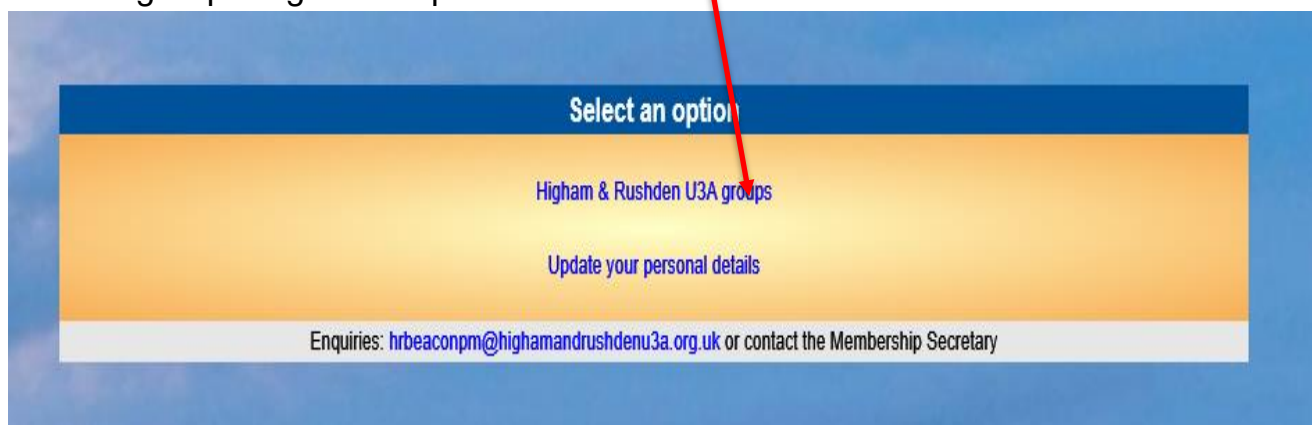 Select an option
Higham & Rushden U3A groups
Update your personal details
Enquiries: hrbeaconpm@highamandrushdenu3a.org.uk or contact the Membership Secretary